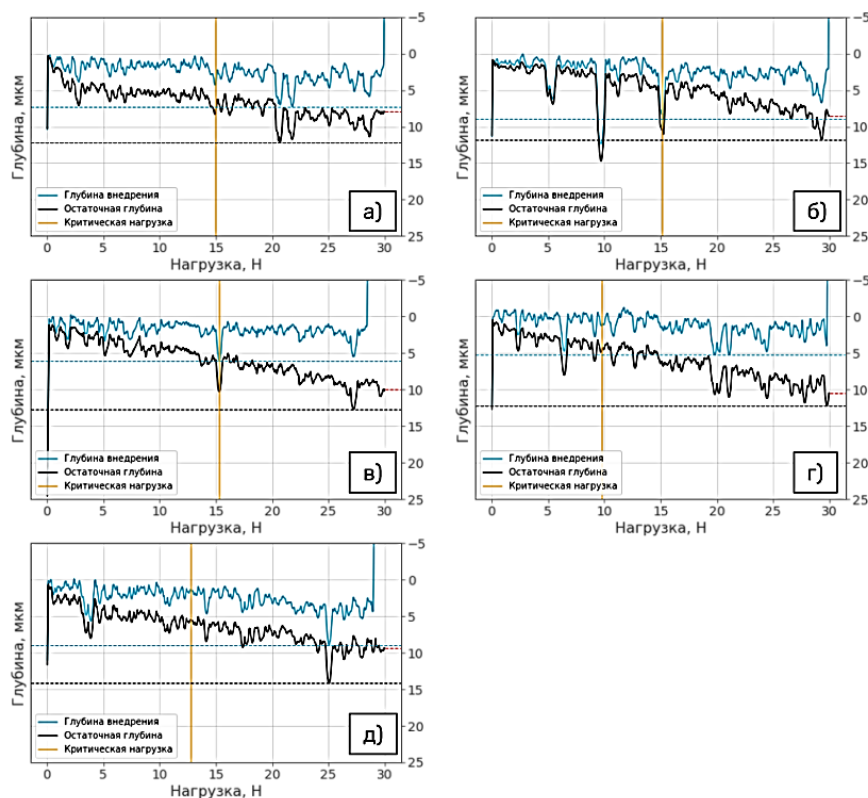 −5
0
5
10
15
20
25
Глубина, мкм
Глубина внедрения
Остаточная глубина
Критическая нагрузка
а)
0 5 10 15 20 25 30
Нагрузка, Н
−5
0
5
10
15
20
25
Глубина, мкм
Глубина внедрения
Остаточная глубина
Критическая нагрузка
б)
0 5 10 15 20 25 30
Нагрузка, Н
−5
0
5
10
15
20
25
Глубина, мкм
Глубина внедрения
Остаточная глубина
Критическая нагрузка
в)
0 5 10 15 20 25 30
Нагрузка, Н
−5
0
5
10
15
20
25
Глубина, мкм
Глубина внедрения
Остаточная глубина
Критическая нагрузка
г)
0 5 10 15 20 25 30
Нагрузка, Н
−5
0
5
10
15
20
25
Глубина, мкм
Глубина внедрения
Остаточная глубина
Критическая нагрузка
д)
0 5 10 15 20 25 30
Нагрузка, Н